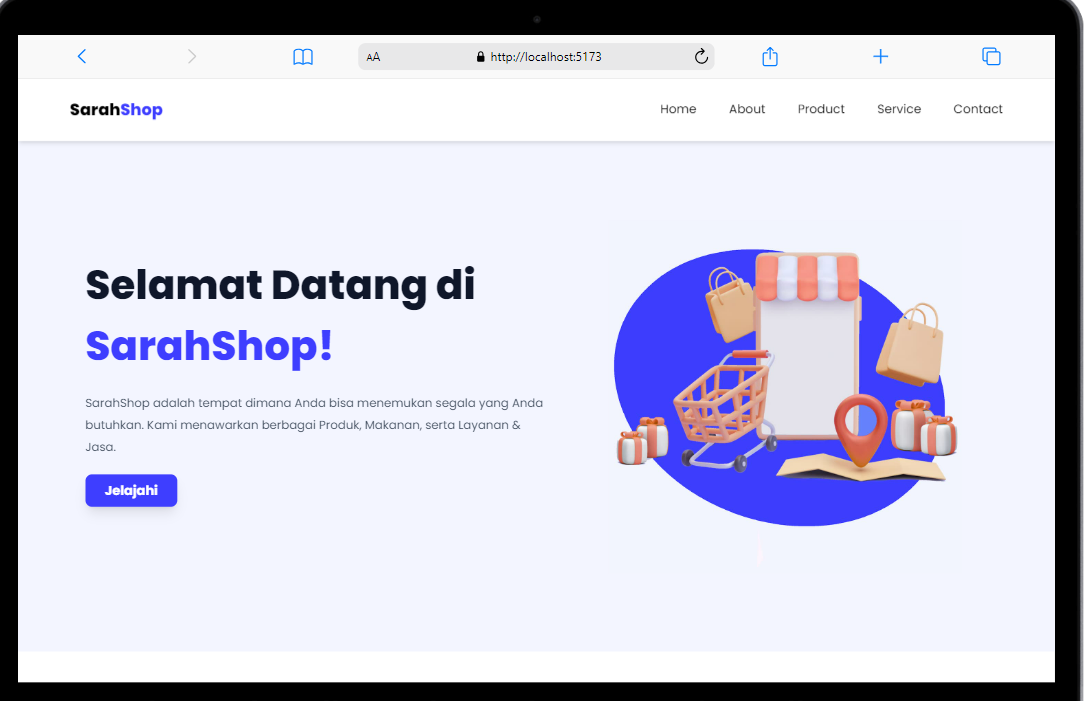 AA http://localhost:5173
SarahShop Home About Product Service Contact
Selamat Datang di
SarahShop!
SarahShop adalah tempat dimana Anda bisa menemukan segala yang Anda
butuhkan. Kami menawarkan berbagai Produk, Makanan, serta Layanan &
Jasa.
Jelajahi